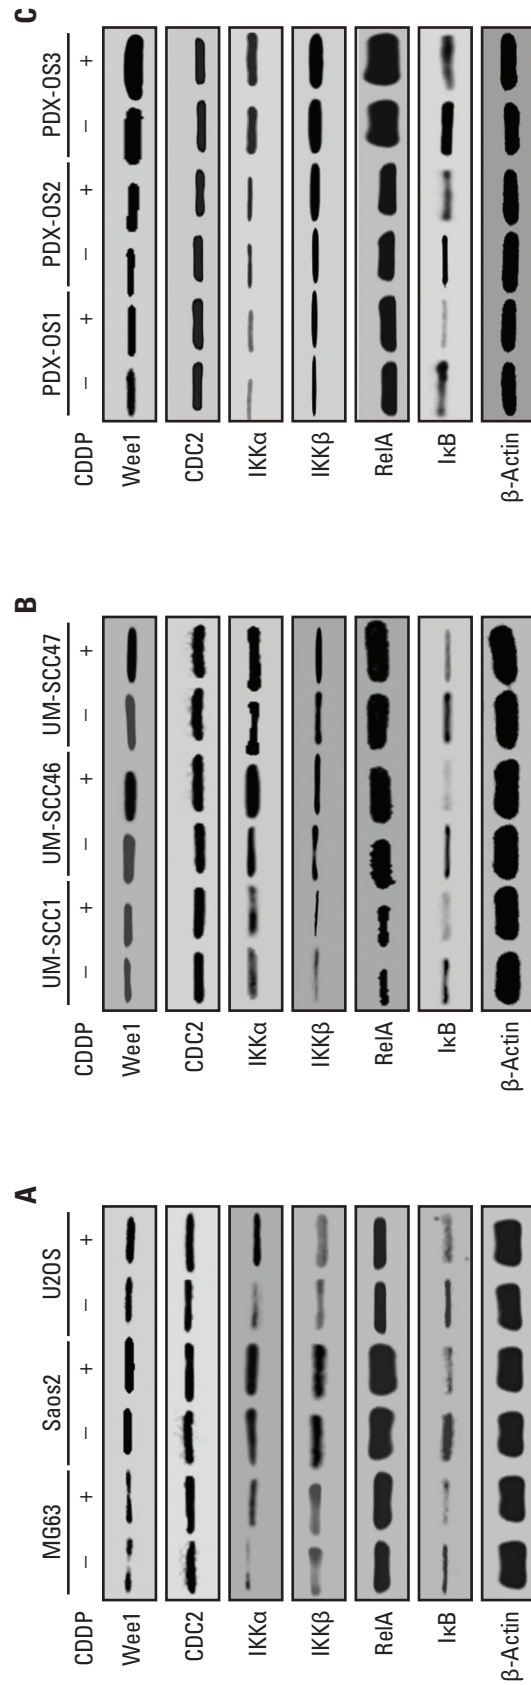 A
MG63 Saos2 U2OS
CDDP – + – + – +
Wee1
CDC2
IKKα
IKKβ
RelA
IκB
β-Actin
B
UM-SCC1 UM-SCC46 UM-SCC47
CDDP – + – + – +
Wee1
CDC2
IKKα
IKKβ
RelA
IκB
β-Actin
C
PDX-OS1 PDX-OS2 PDX-OS3
CDDP – + – + – +
Wee1
CDC2
IKKα
IKKβ
RelA
IκB
β-Actin